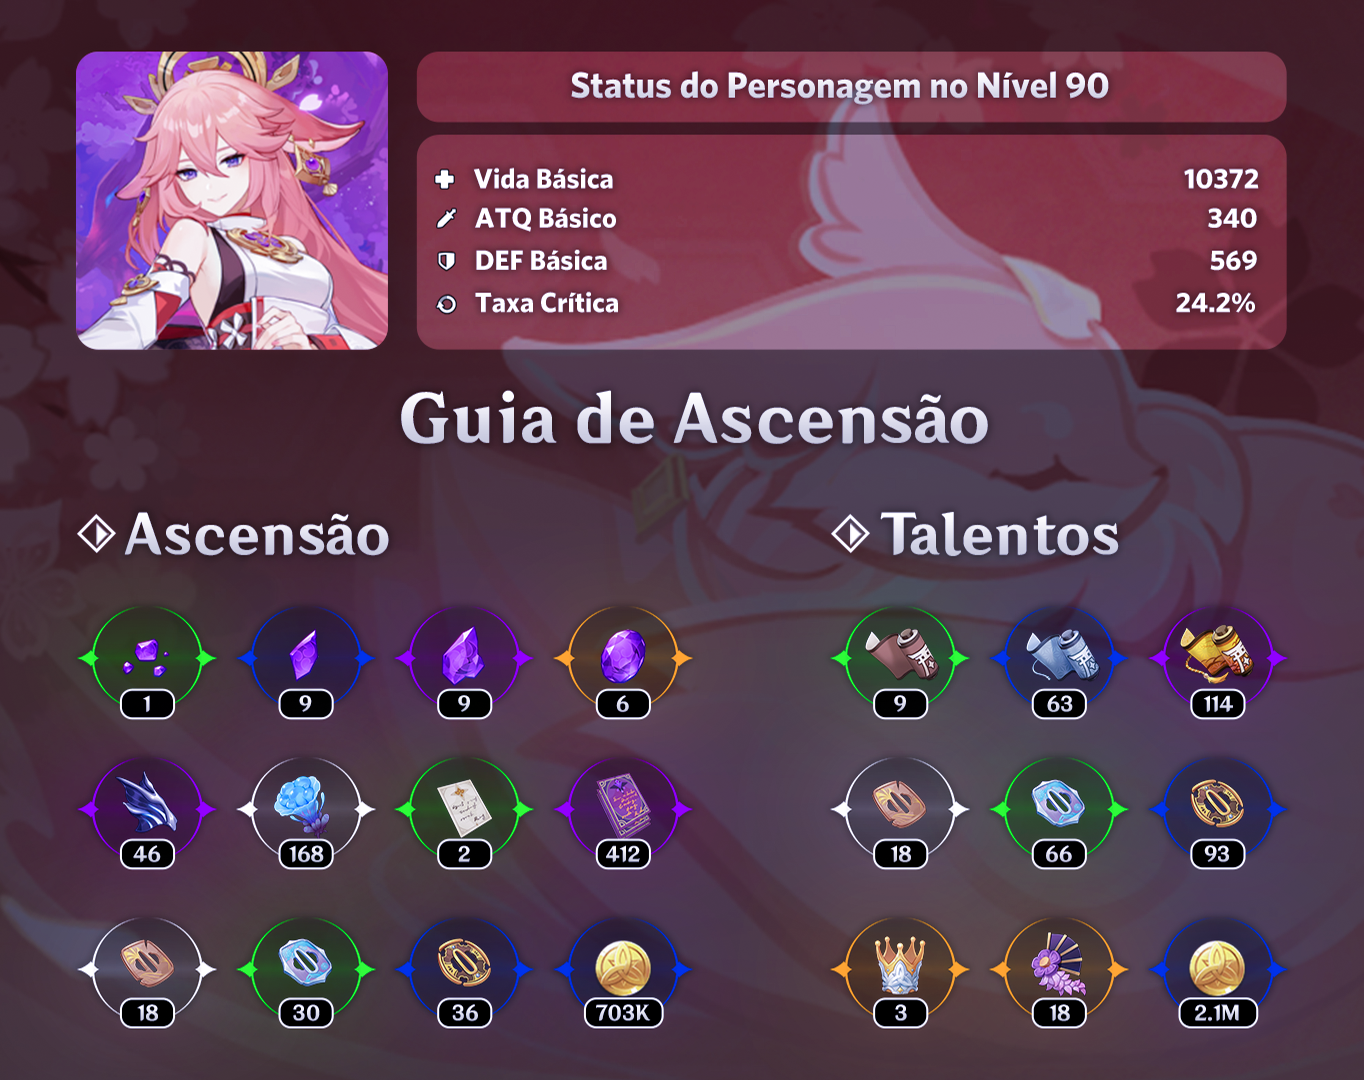 Status do Personagem no Nível 90
Vida Básica 10372
ATQ Básico 340
DEF Básica 569
Taxa Crítica 24.2%
Guia de Ascensão
Ascensão
1 9 9 6
46 168 2 412
18 30 36 703K
Talentos
9 63 114
18 66 93
3 18 2.1M